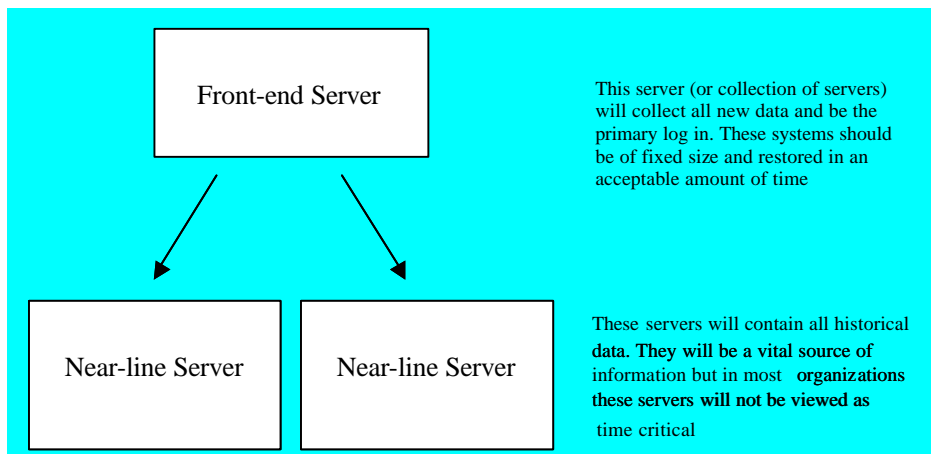 Front-end Server
This server (or collection of servers)
will collect all new data and be the
primary log in. These systems should
be of fixed size and restored in an
acceptable amount of time
Near-line Server
Near-line Server
These servers will contain all historical
data. They will be a vital source of
information but in most organizations
these servers will not be viewed as
time critical